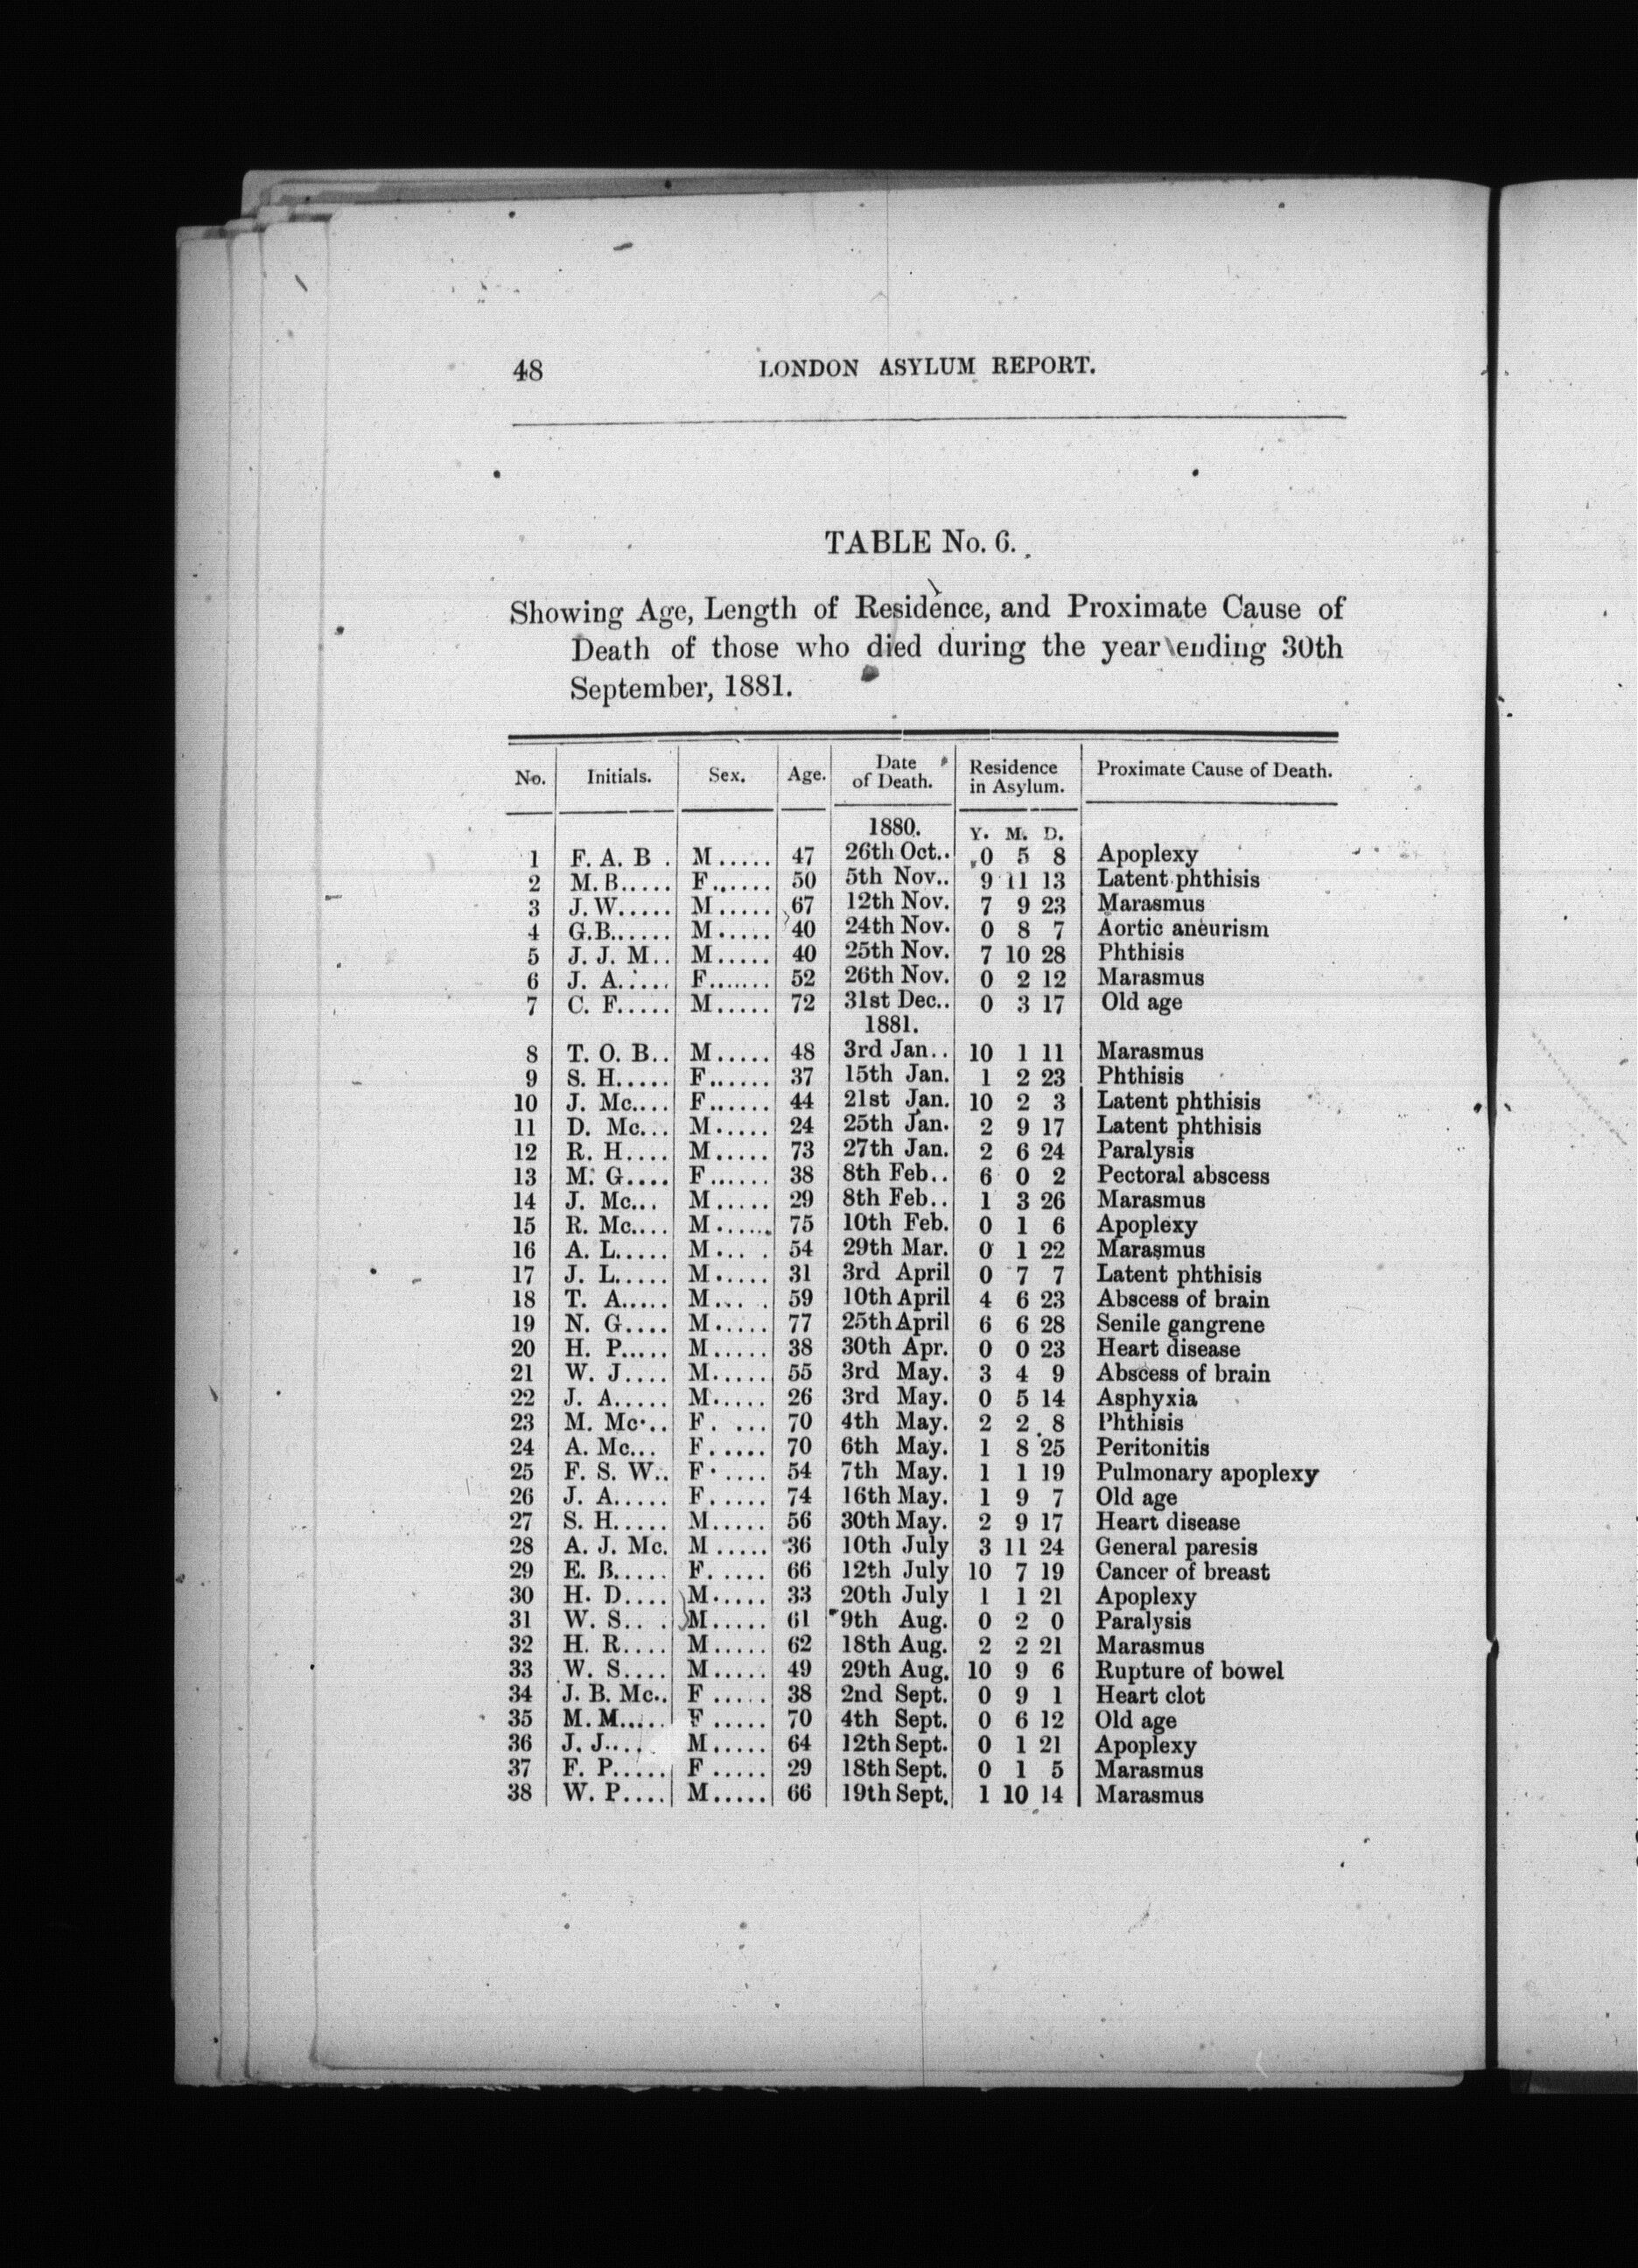 48 LONDON ASYLUM REPORT.
TABLE No. 6.
Showing Age, Length of Residence, and Proximate Cause of
Death of those who died during the year ending 30th
September, 1881.
No. Initials. Sex. Age. Date of Death. Residence in Asylum. Proximate Cause of Death.
1880. Y. M. D.
1 F. A. B . M..... 47 26th Oct.. 0 5 8 Apoplexy
2 M. B..... F...... 50 5th Nov.. 9 11 13 Latent phthisis
3 J. W..... M..... 67 12th Nov. 7 9 23 Marasmus
4 G.B...... M..... 40 24th Nov. 0 8 7 Aortic aneurism
5 J. J. M.. M..... 40 25th Nov. 7 10 28 Phthisis
6 J. A..... F....... 52 26th Nov. 0 2 12 Marasmus
7 C. F..... M..... 72 31st Dec.. 0 3 17 Old age
1881.
8 T. O. B.. M..... 48 3rd Jan.. 10 1 11 Marasmus
9 S. H..... F...... 37 15th Jan. 1 2 23 Phthisis
10 J. Mc.... F...... 44 21st Jan. 10 2 3 Latent phthisis
11 D. Mc... M..... 24 25th Jan. 2 9 17 Latent phthisis
12 R. H.... M..... 73 27th Jan. 2 6 24 Paralysis
13 M. G.... F...... 38 8th Feb.. 6 0 2 Pectoral abscess
14 J. Mc... M..... 29 8th Feb.. 1 3 26 Marasmus
15 R. Mc.... M...... 75 10th Feb. 0 1 6 Apoplexy
16 A. L..... M... . 54 29th Mar. 0 1 22 Marasmus
17 J. L..... M..... 31 3rd April 0 7 7 Latent phthisis
18 T. A..... M... . 59 10th April 4 6 23 Abscess of brain
19 N. G.... M..... 77 25th April 6 6 28 Senile gangrene
20 H. P..... M..... 38 30th Apr. 0 0 23 Heart disease
21 W. J.... M..... 55 3rd May. 3 4 9 Abscess of brain
22 J. A..... M..... 26 3rd May. 0 5 14 Asphyxia
23 M. Mc... F. ... 70 4th May. 2 2 8 Phthisis
24 A. Mc... F..... 70 6th May. 1 8 25 Peritonitis
25 F. S. W.. F..... 54 7th May. 1 1 19 Pulmonary apoplexy
26 J. A..... F..... 74 16th May. 1 9 7 Old age
27 S. H..... M..... 56 30th May. 2 9 17 Heart disease
28 A. J. Mc. M..... 36 10th July 3 11 24 General paresis
29 E. B..... F..... 66 12th July 10 7 19 Cancer of breast
30 H. D.... M..... 33 20th July 1 1 21 Apoplexy
31 W. S.. . M..... 61 9th Aug. 0 2 0 Paralysis
32 H. R.... M..... 62 18th Aug. 2 2 21 Marasmus
33 W. S.... M..... 49 29th Aug. 10 9 6 Rupture of bowel
34 J. B. Mc.. F ..... 38 2nd Sept. 0 9 1 Heart clot
35 M. M..... F ..... 70 4th Sept. 0 6 12 Old age
36 J. J.... M..... 64 12th Sept. 0 1 21 Apoplexy
37 F. P..... F ..... 29 18th Sept. 0 1 5 Marasmus
38 W. P.... M..... 66 19th Sept. 1 10 14 Marasmus